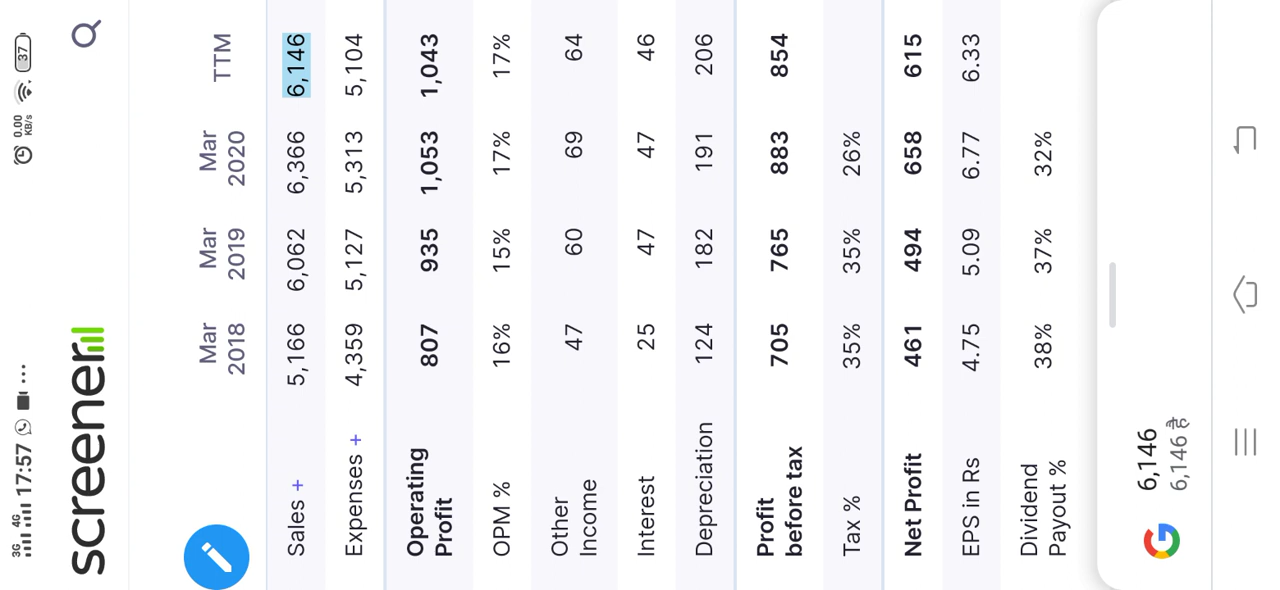 3G 4G 17:57 ... 0.00 KB/s 37
screener
Mar 2018 Mar 2019 Mar 2020 TTM
Sales + 5,166 6,062 6,366 6,146
Expenses + 4,359 5,127 5,313 5,104
Operating Profit 807 935 1,053 1,043
OPM % 16% 15% 17% 17%
Other Income 47 60 69 64
Interest 25 47 47 46
Depreciation 124 182 191 206
Profit before tax 705 765 883 854
Tax % 35% 35% 26%
Net Profit 461 494 658 615
EPS in Rs 4.75 5.09 6.77 6.33
Dividend Payout % 38% 37% 32%
6,146
6,146